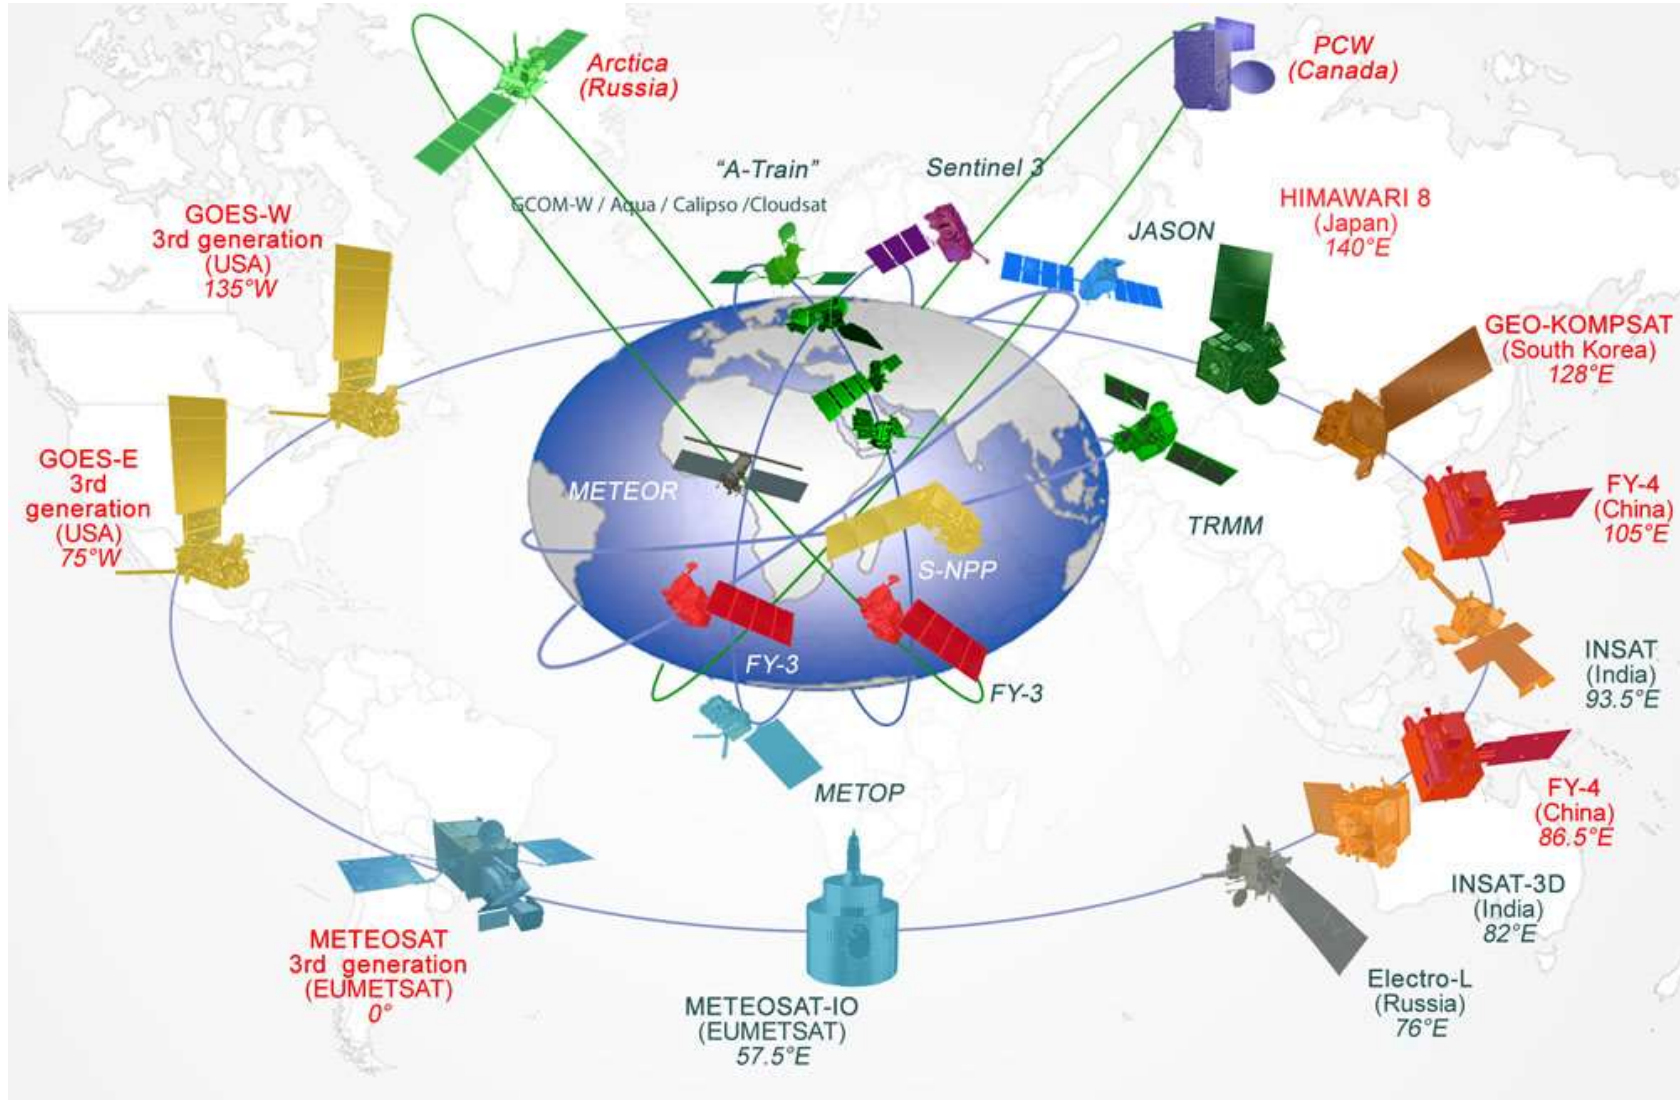 Arctica
(Russia)
PCW
(Canada)
"A-Train"
GCOM-W / Aqua / Calipso /Cloudsat
Sentinel 3
JASON
HIMAWARI 8
(Japan)
140°E
GOES-W
3rd generation
(USA)
135°W
GEO-KOMPSAT
(South Korea)
128°E
GOES-E
3rd
generation
(USA)
75°W
METEOR
TRMM
FY-4
(China)
105°E
S-NPP
FY-3
FY-3
INSAT
(India)
93.5°E
METOP
FY-4
(China)
86.5°E
INSAT-3D
(India)
82°E
METEOSAT
3rd generation
(EUMETSAT)
0°
METEOSAT-IO
(EUMETSAT)
57.5°E
Electro-L
(Russia)
76°E